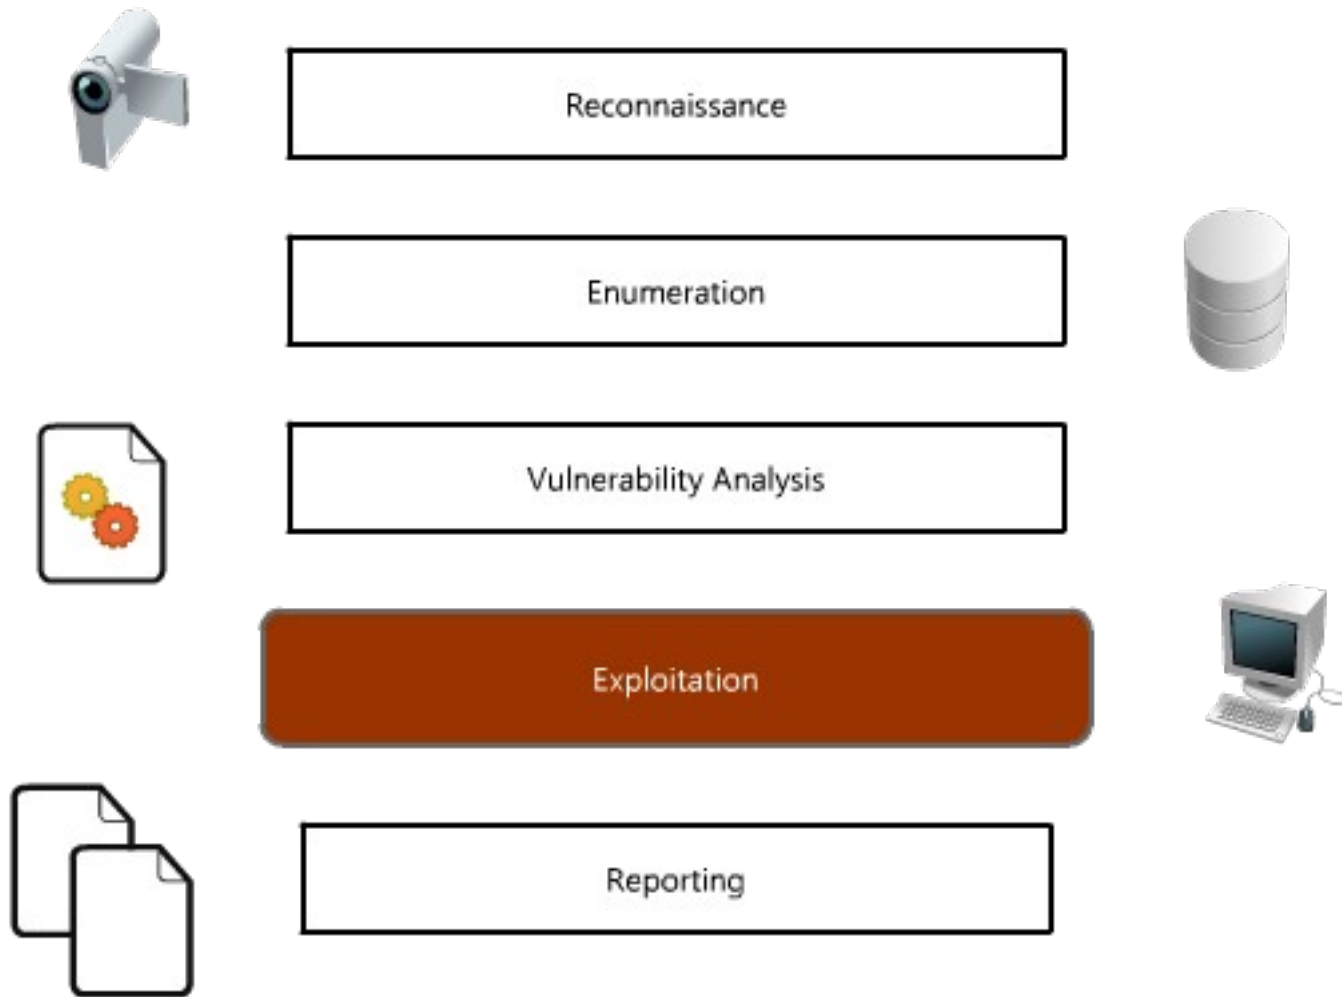 Reconnaissance
Enumeration
Vulnerability Analysis
Exploitation
Reporting